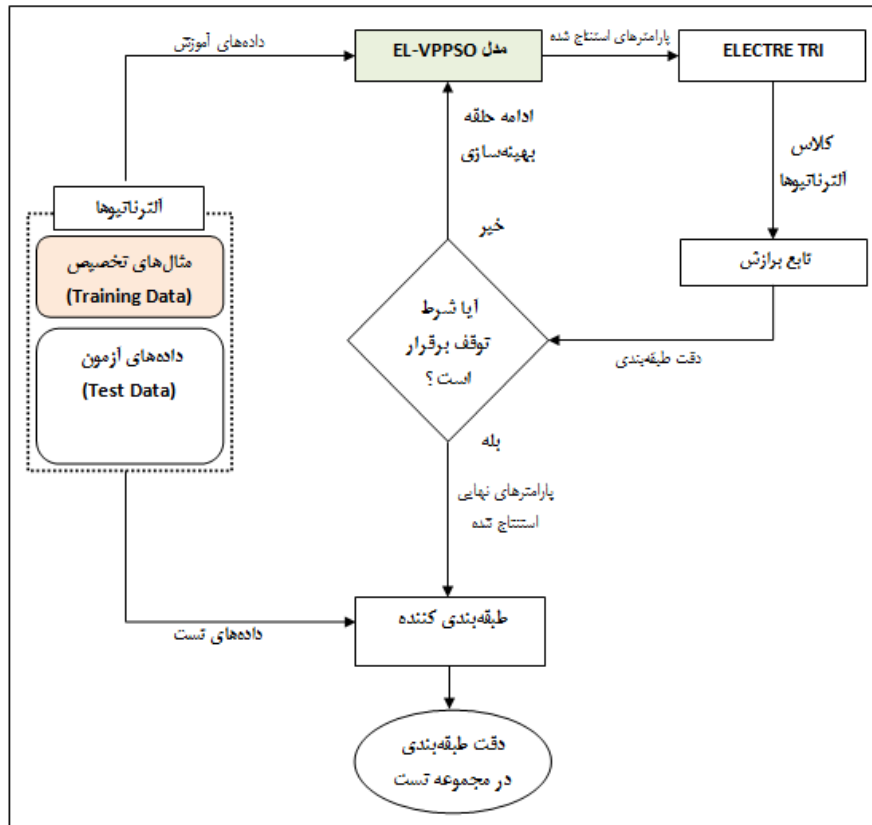 داده‌های آموزش
مدل EL-VPPSO
پارامترهای استنتاج شده
ELECTRE TRI
ادامه حلقه
بهینه‌سازی
کلاس
آلترناتیوها
آلترناتیوها
مثال‌های تخصیص
(Training Data)
داده‌های آزمون
(Test Data)
خیر
تابع برازش
آیا شرط
توقف برقرار
است؟
دقت طبقه‌بندی
بله
پارامترهای نهایی
استنتاج شده
طبقه‌بندی کننده
داده‌های تست
دقت طبقه‌بندی
در مجموعه تست